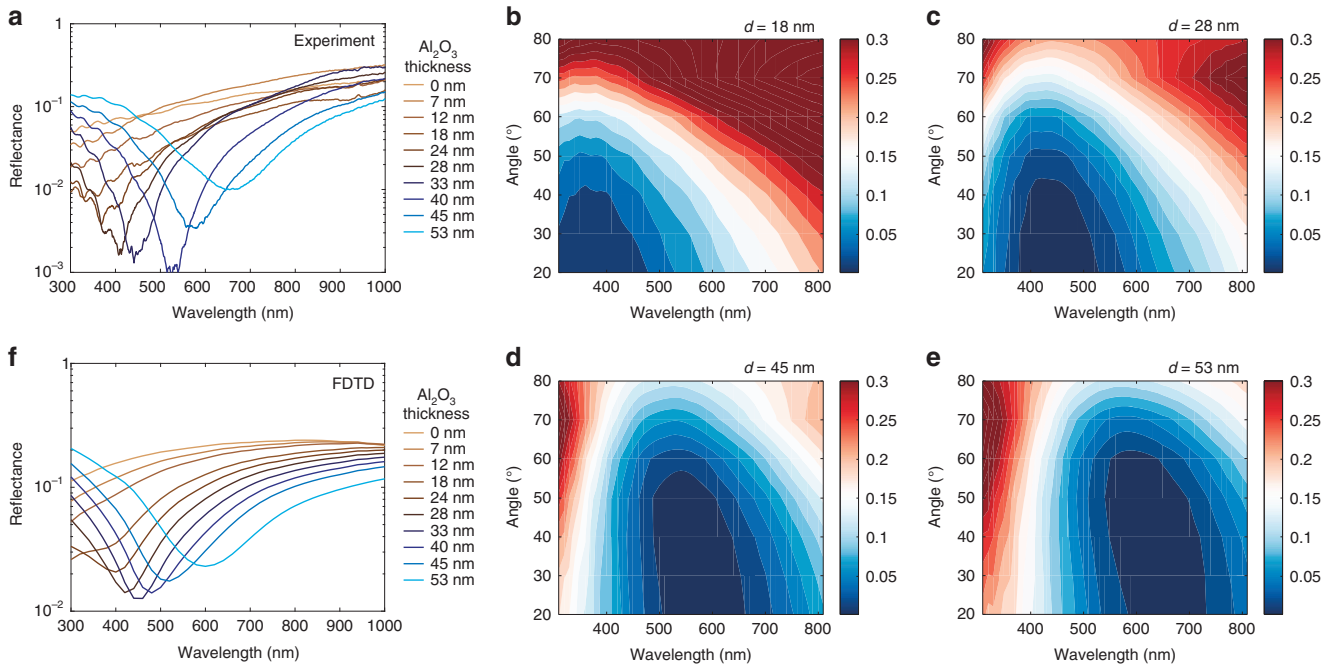 a
Experiment
1
10⁻¹
10⁻²
10⁻³
Reflectance
300 400 500 600 700 800 900 1000
Wavelength (nm)
Al₂O₃
thickness
0 nm
7 nm
12 nm
18 nm
24 nm
28 nm
33 nm
40 nm
45 nm
53 nm
b
d = 18 nm
80
70
60
50
40
30
20
Angle (°)
400 500 600 700 800
Wavelength (nm)
0.3
0.25
0.2
0.15
0.1
0.05
c
d = 28 nm
80
70
60
50
40
30
20
Angle (°)
400 500 600 700 800
Wavelength (nm)
0.3
0.25
0.2
0.15
0.1
0.05
f
FDTD
1
10⁻¹
10⁻²
Reflectance
300 400 500 600 700 800 900 1000
Wavelength (nm)
Al₂O₃
thickness
0 nm
7 nm
12 nm
18 nm
24 nm
28 nm
33 nm
40 nm
45 nm
53 nm
d
d = 45 nm
80
70
60
50
40
30
20
Angle (°)
400 500 600 700 800
Wavelength (nm)
0.3
0.25
0.2
0.15
0.1
0.05
e
d = 53 nm
80
70
60
50
40
30
20
Angle (°)
400 500 600 700 800
Wavelength (nm)
0.3
0.25
0.2
0.15
0.1
0.05